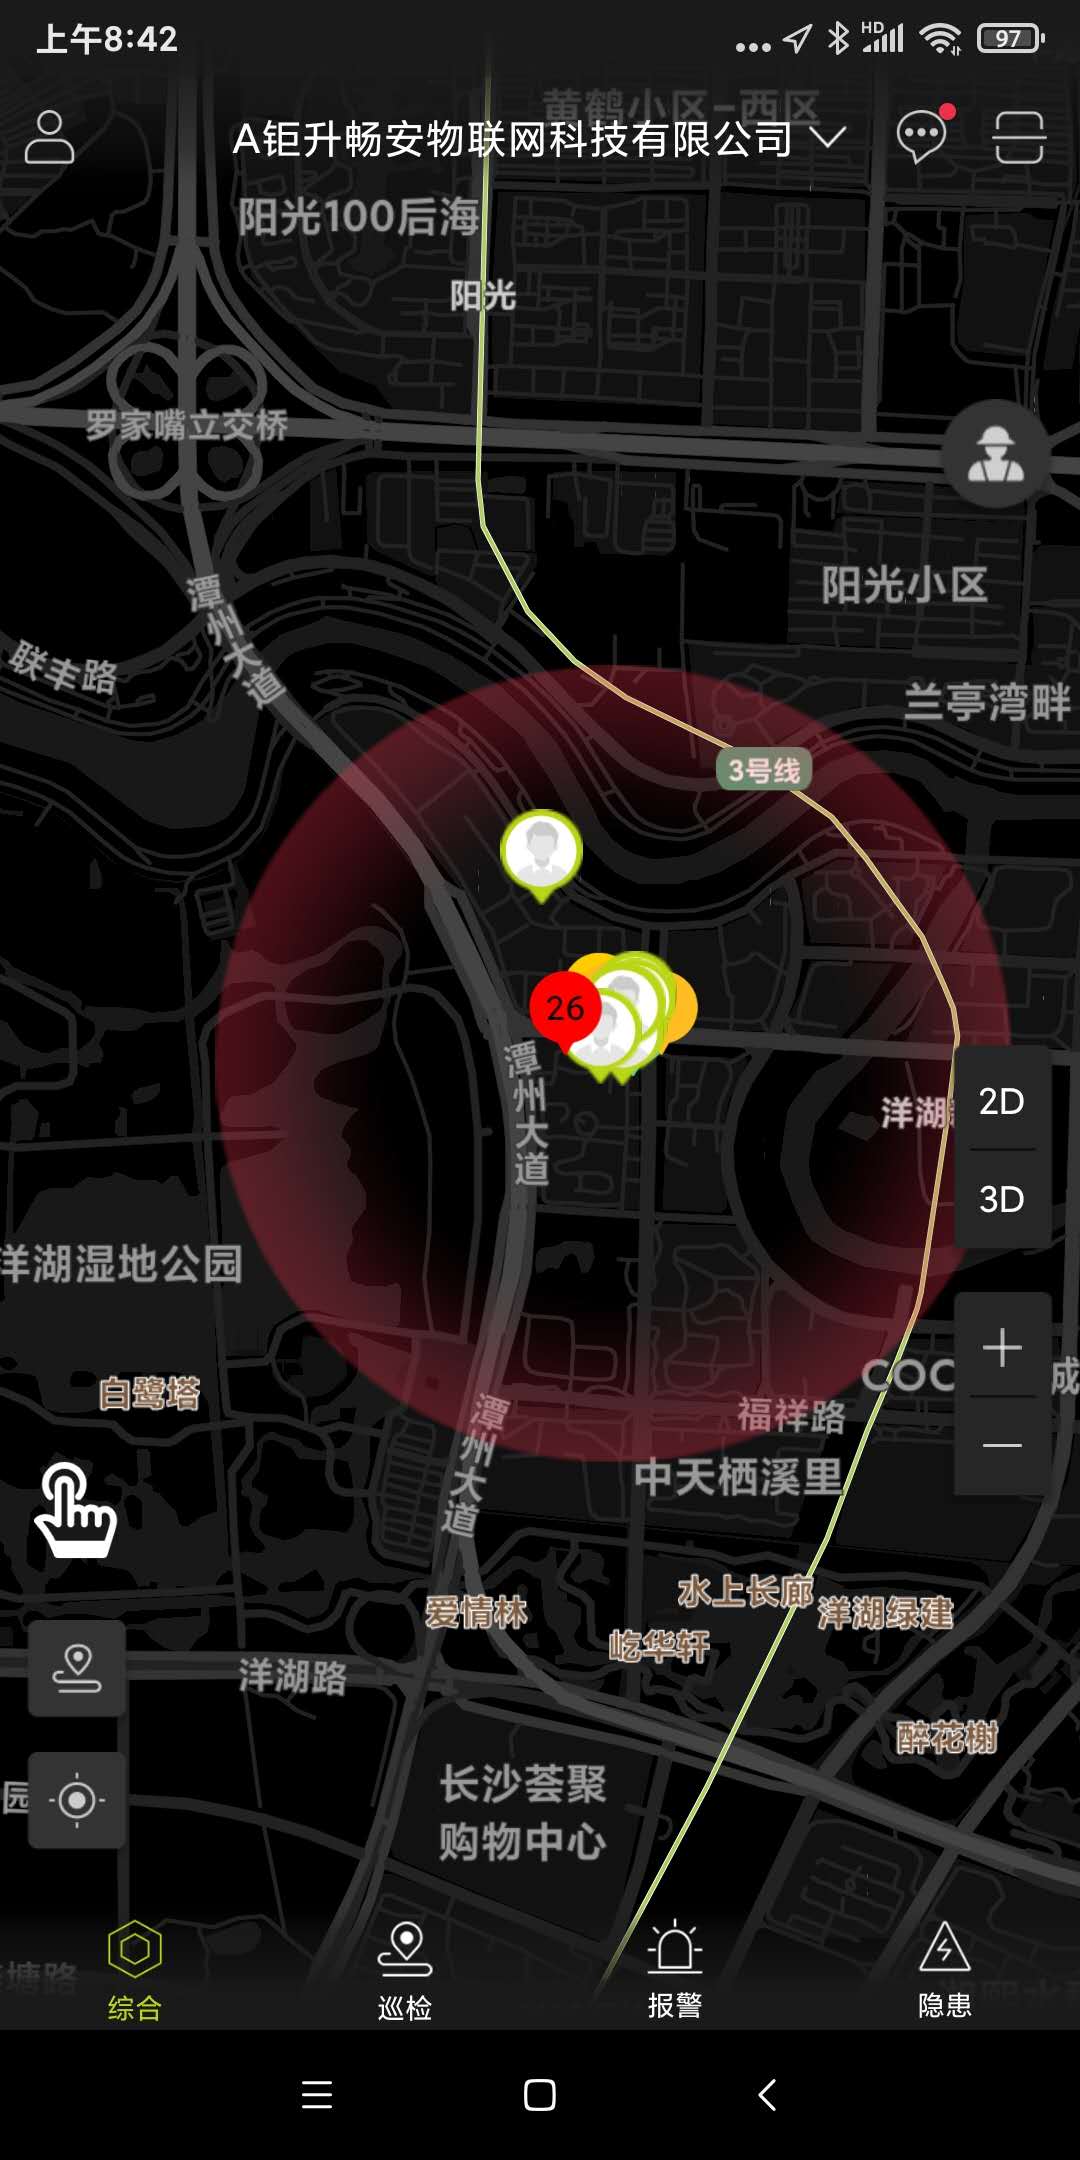 上午8:42
HD
97
黄鹤小区-西区
A钜升畅安物联网科技有限公司
阳光100后海
阳光
罗家嘴立交桥
阳光小区
潭州大道
联丰路
兰亭湾畔
3号线
26
潭州大道
洋湖
2D
3D
洋湖湿地公园
COC
成
白鹭塔
福祥路
潭州大道
中天栖溪里
水上长廊
爱情林
洋湖绿建
屹华轩
洋湖路
醉花榭
长沙荟聚
购物中心
园
塘路
综合
巡检
报警
隐患